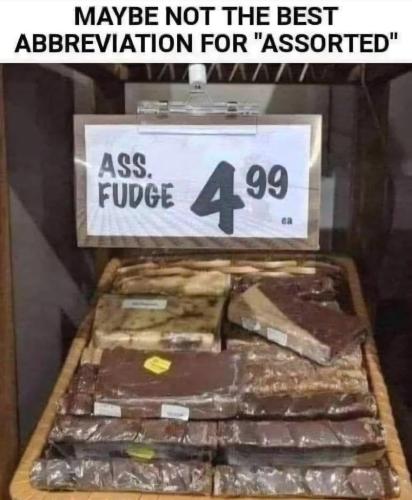 MAYBE NOT THE BEST
ABBREVIATION FOR "ASSORTED"
ASS.
FUDGE 4 99
ea